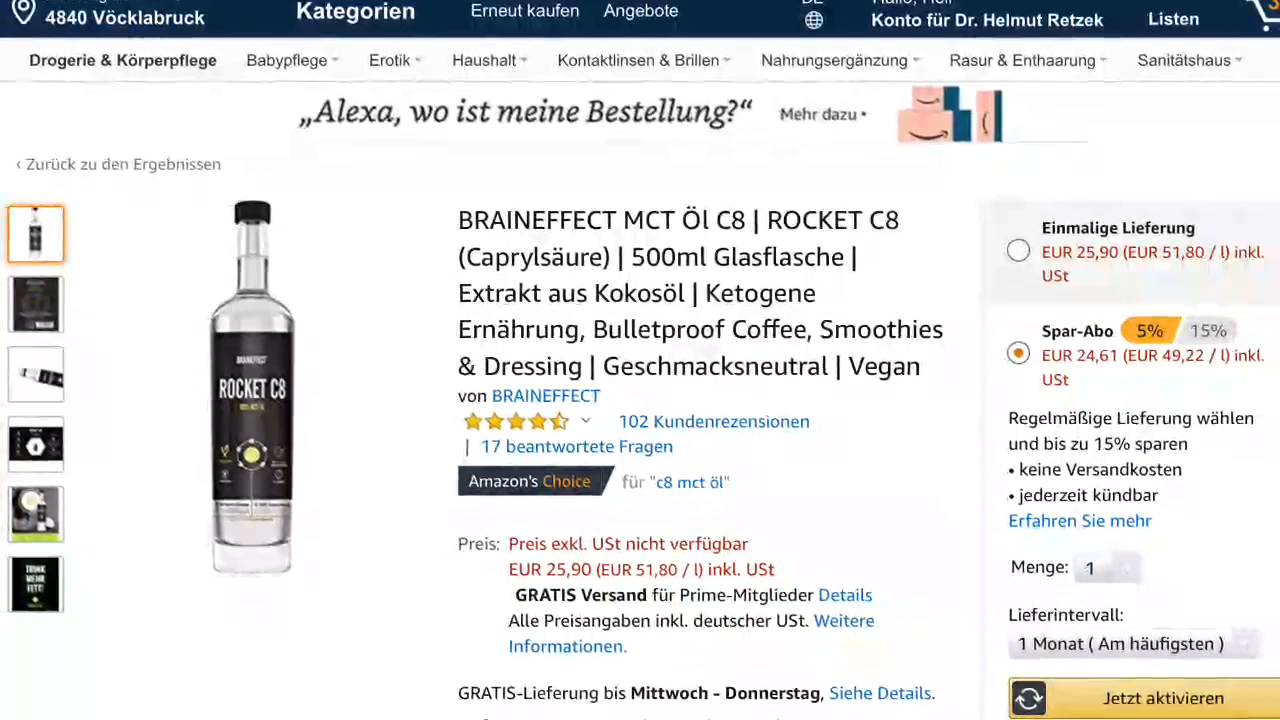 4840 Vöcklabruck
Kategorien
Erneut kaufen
Angebote
DE
Konto für Dr. Helmut Retzek
Listen
Drogerie & Körperpflege
Babypflege
Erotik
Haushalt
Kontaktlinsen & Brillen
Nahrungsergänzung
Rasur & Enthaarung
Sanitätshaus
„Alexa, wo ist meine Bestellung?“
Mehr dazu
‹ Zurück zu den Ergebnissen
BRAINEFFECT
ROCKET C8
THINK
MORE
BRAINEFFECT MCT Öl C8 | ROCKET C8
(Caprylsäure) | 500ml Glasflasche |
Extrakt aus Kokosöl | Ketogene
Ernährung, Bulletproof Coffee, Smoothies
& Dressing | Geschmacksneutral | Vegan
von BRAINEFFECT
102 Kundenrezensionen
| 17 beantwortete Fragen
Amazon's Choice für "c8 mct öl"
Preis: Preis exkl. USt nicht verfügbar
EUR 25,90 (EUR 51,80 / l) inkl. USt
GRATIS Versand für Prime-Mitglieder Details
Alle Preisangaben inkl. deutscher USt. Weitere
Informationen.
GRATIS-Lieferung bis Mittwoch - Donnerstag, Siehe Details.
Einmalige Lieferung
EUR 25,90 (EUR 51,80 / l) inkl.
USt
Spar-Abo 5% 15%
EUR 24,61 (EUR 49,22 / l) inkl.
USt
Regelmäßige Lieferung wählen
und bis zu 15% sparen
• keine Versandkosten
• jederzeit kündbar
Erfahren Sie mehr
Menge: 1
Lieferintervall:
1 Monat ( Am häufigsten )
Jetzt aktivieren